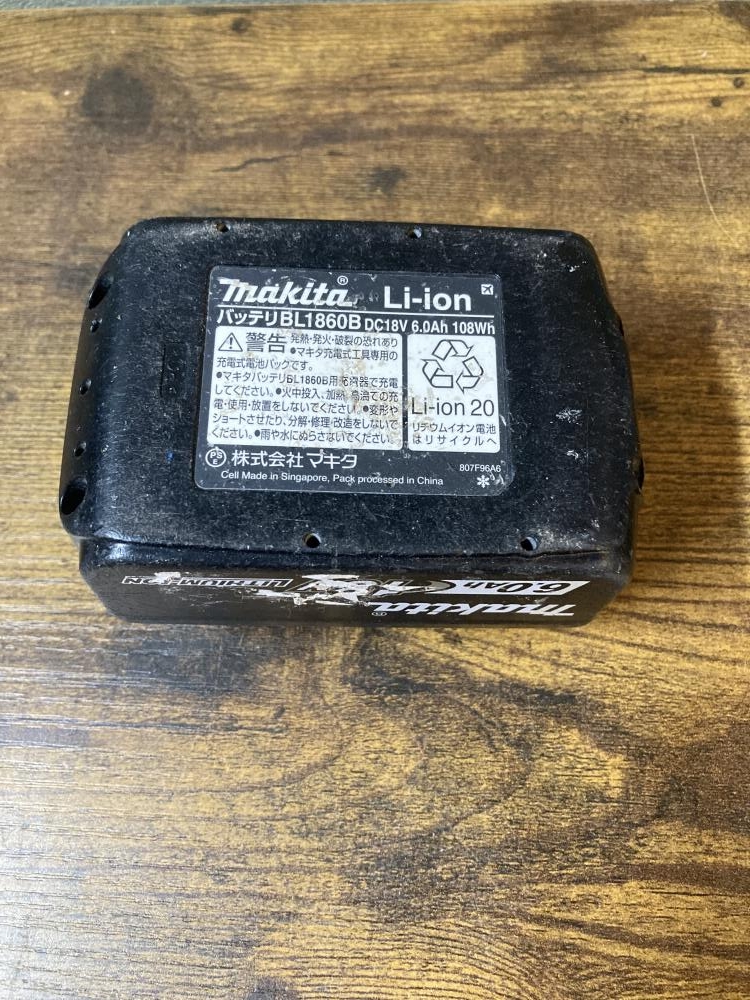 makita® Li-ion
バッテリBL1860B DC18V 6.0Ah 108Wh
警告 発熱・発火・破裂の恐れあり
●マキタ充電式工具専用の
充電式電池パックです。
●マキタバッテリBL1860B用充電器で充電
してください。●火中投入、加熱、高温での充
電・使用・放置をしないでください。●変形や
ショートさせたり、分解・修理・改造をしないで
ください。●雨や水にぬらさないでください。
Li-ion 20
リチウムイオン電池
はリサイクルへ
PS
E
株式会社マキタ
807F96A6
Cell Made in Singapore, Pack processed in China
makita®
6.0Ah
LITHIUM-ION